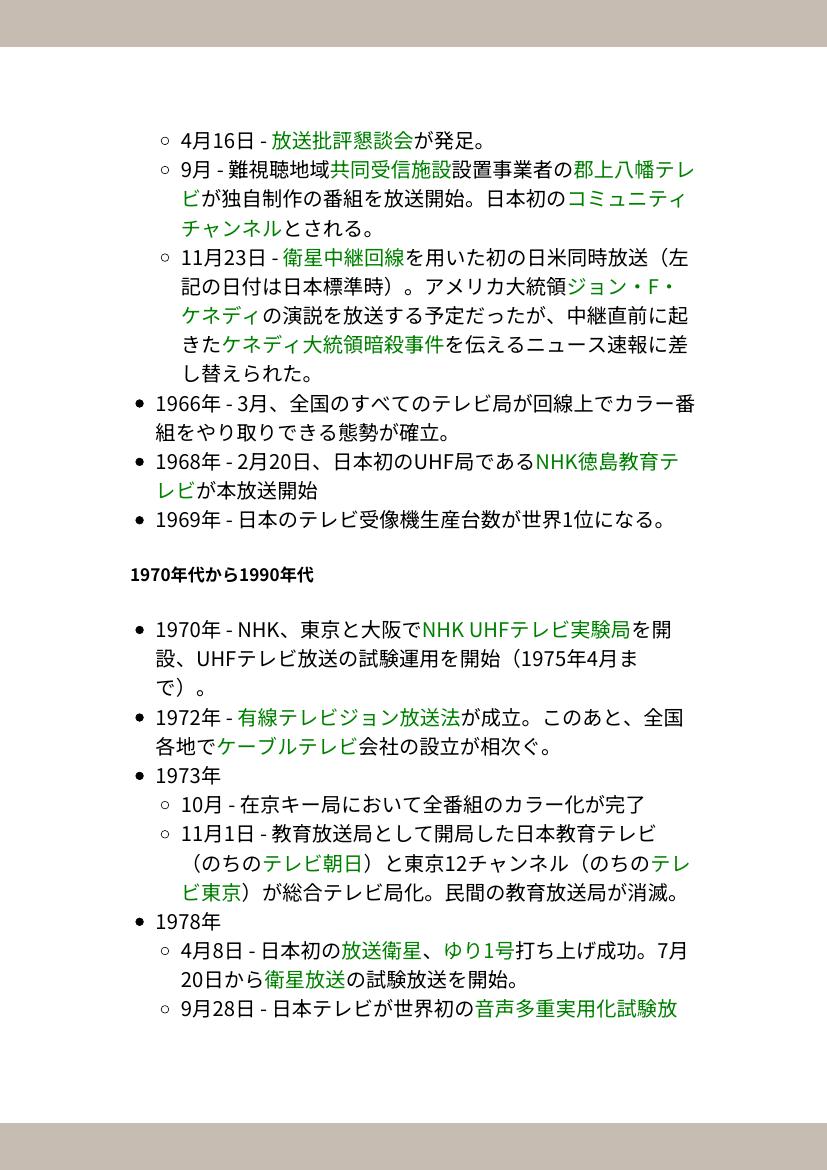 4月16日 - 放送批評懇談会が発足。
9月 - 難視聴地域共同受信施設設置事業者の郡上八幡テレ
ビが独自制作の番組を放送開始。日本初のコミュニティ
チャンネルとされる。
11月23日 - 衛星中継回線を用いた初の日米同時放送（左
記の日付は日本標準時）。アメリカ大統領ジョン・F・
ケネディの演説を放送する予定だったが、中継直前に起
きたケネディ大統領暗殺事件を伝えるニュース速報に差
し替えられた。
1966年 - 3月、全国のすべてのテレビ局が回線上でカラー番
組をやり取りできる態勢が確立。
1968年 - 2月20日、日本初のUHF局であるNHK徳島教育テ
レビが本放送開始
1969年 - 日本のテレビ受像機生産台数が世界1位になる。
1970年代から1990年代
1970年 - NHK、東京と大阪でNHK UHFテレビ実験局を開
設、UHFテレビ放送の試験運用を開始（1975年4月ま
で）。
1972年 - 有線テレビジョン放送法が成立。このあと、全国
各地でケーブルテレビ会社の設立が相次ぐ。
1973年
10月 - 在京キー局において全番組のカラー化が完了
11月1日 - 教育放送局として開局した日本教育テレビ
（のちのテレビ朝日）と東京12チャンネル（のちのテレ
ビ東京）が総合テレビ局化。民間の教育放送局が消滅。
1978年
4月8日 - 日本初の放送衛星、ゆり1号打ち上げ成功。7月
20日から衛星放送の試験放送を開始。
9月28日 - 日本テレビが世界初の音声多重実用化試験放